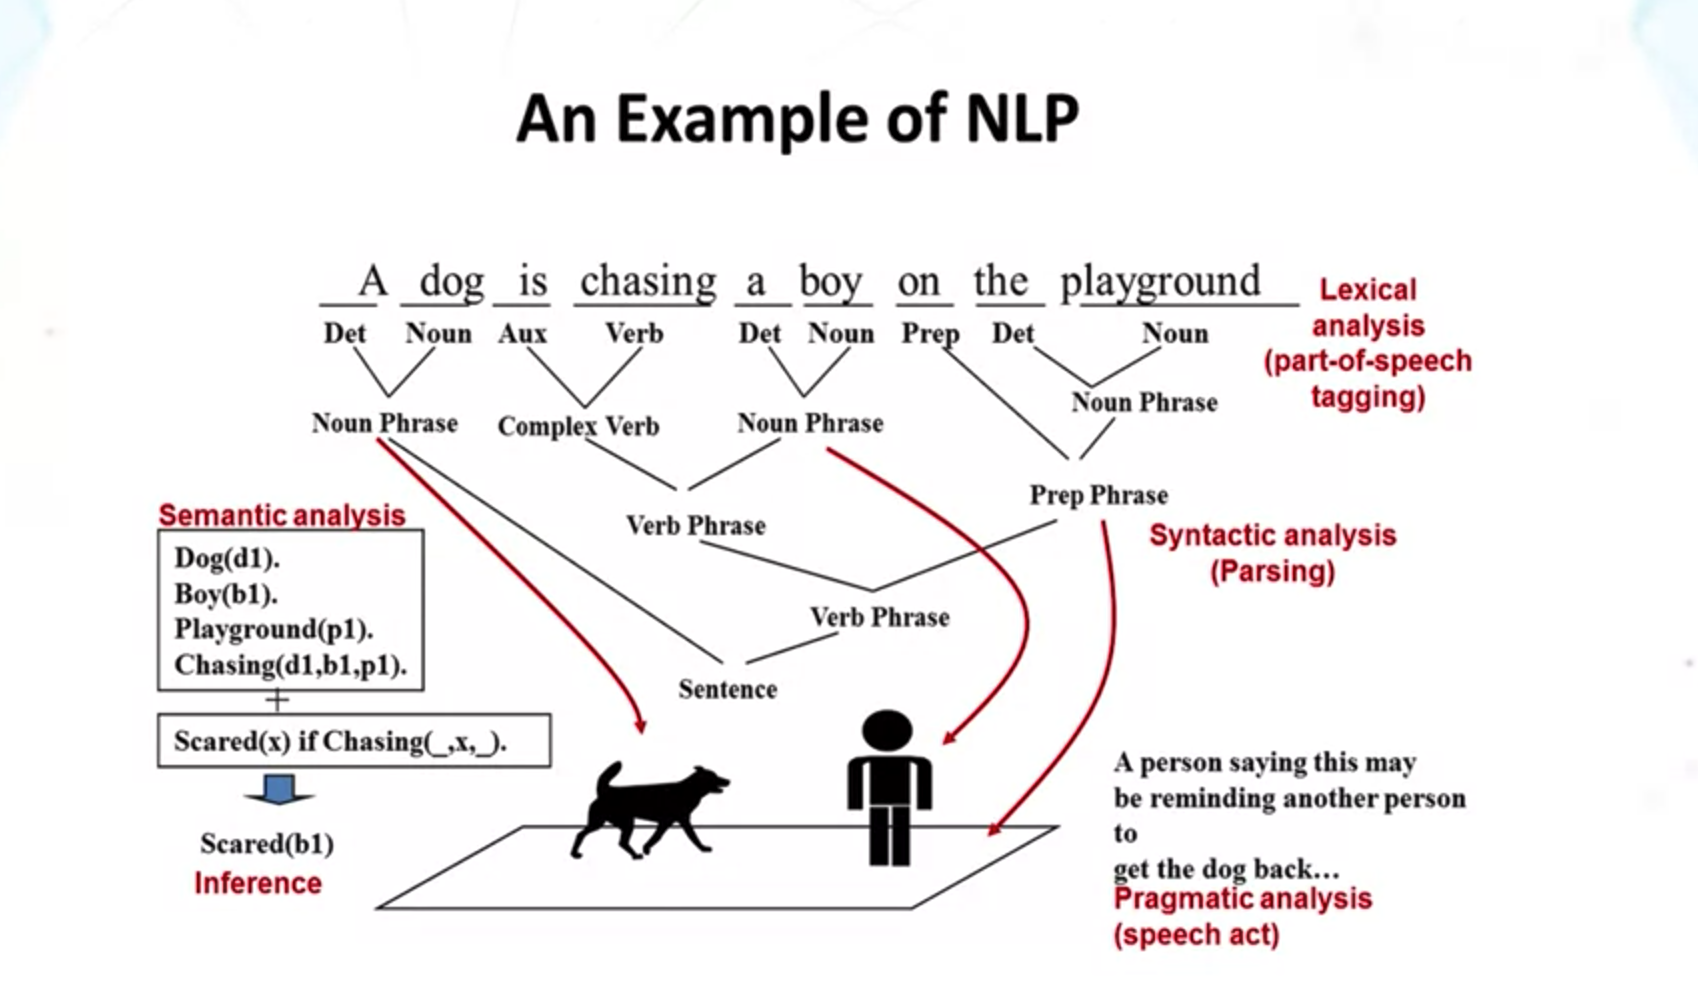 An Example of NLP
A dog is chasing a boy on the playground
Det Noun Aux Verb Det Noun Prep Det Noun
Lexical
analysis
(part-of-speech
tagging)
Noun Phrase
Noun Phrase Complex Verb Noun Phrase
Prep Phrase
Semantic analysis
Verb Phrase
Syntactic analysis
(Parsing)
Dog(d1).
Boy(b1).
Playground(p1).
Chasing(d1,b1,p1).
Verb Phrase
Sentence
+
Scared(x) if Chasing(_,x,_).
Scared(b1)
Inference
A person saying this may
be reminding another person
to
get the dog back…
Pragmatic analysis
(speech act)